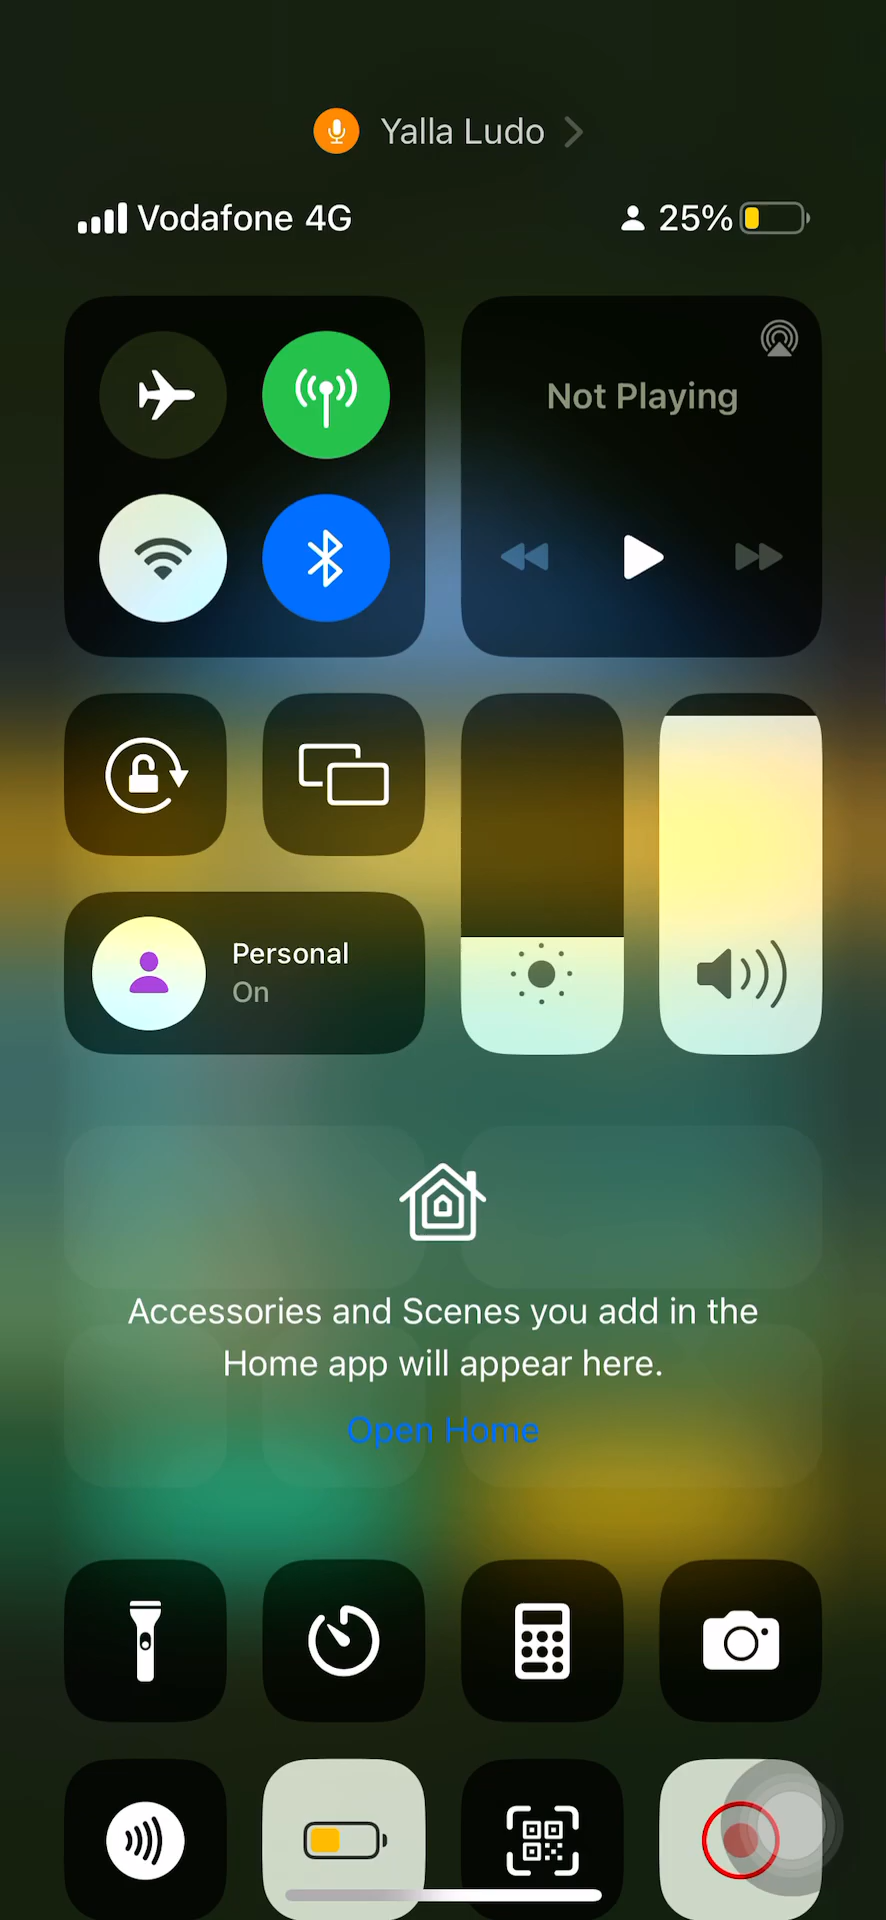 Yalla Ludo
Vodafone 4G
25%
Not Playing
Personal
On
Accessories and Scenes you add in the
Home app will appear here.
Open Home